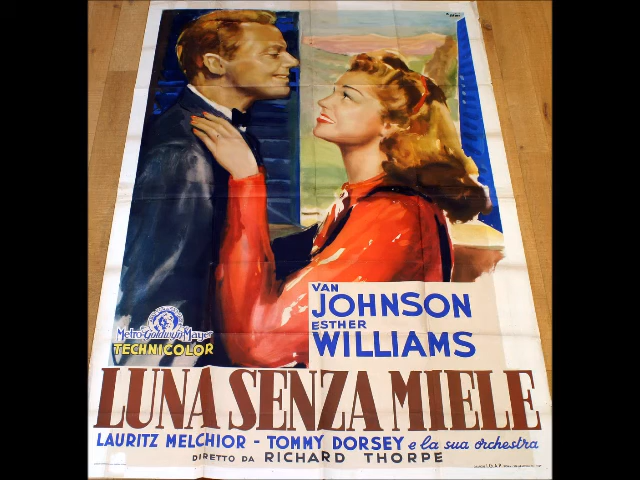 VAN
JOHNSON
ESTHER
WILLIAMS
Metro Goldwyn Mayer
TECHNICOLOR
LUNA SENZA MIELE
LAURITZ MELCHIOR - TOMMY DORSEY e la sua orchestra
DIRETTO DA RICHARD THORPE